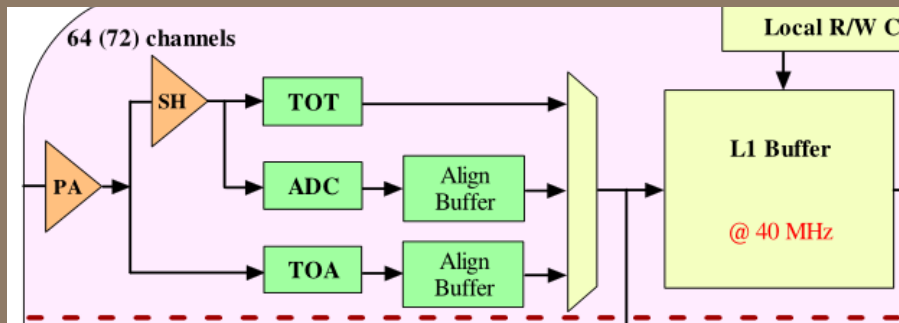 64 (72) channels
Local R/W C
SH
TOT
L1 Buffer
PA
ADC
Align
Buffer
@ 40 MHz
TOA
Align
Buffer